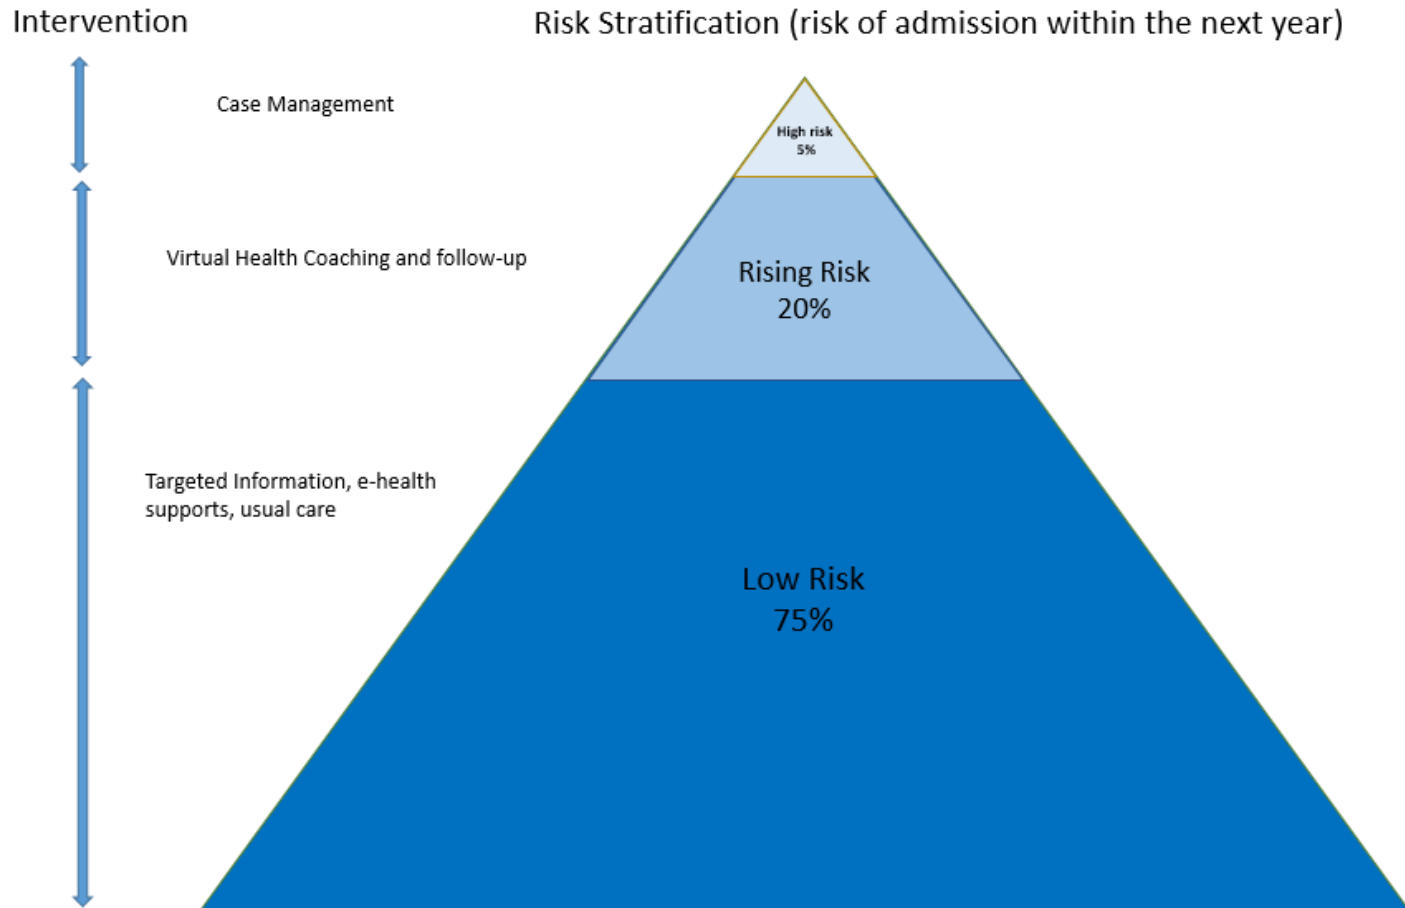 Intervention
Risk Stratification (risk of admission within the next year)
Case Management
High risk
5%
Virtual Health Coaching and follow-up
Rising Risk
20%
Targeted Information, e-health
supports, usual care
Low Risk
75%